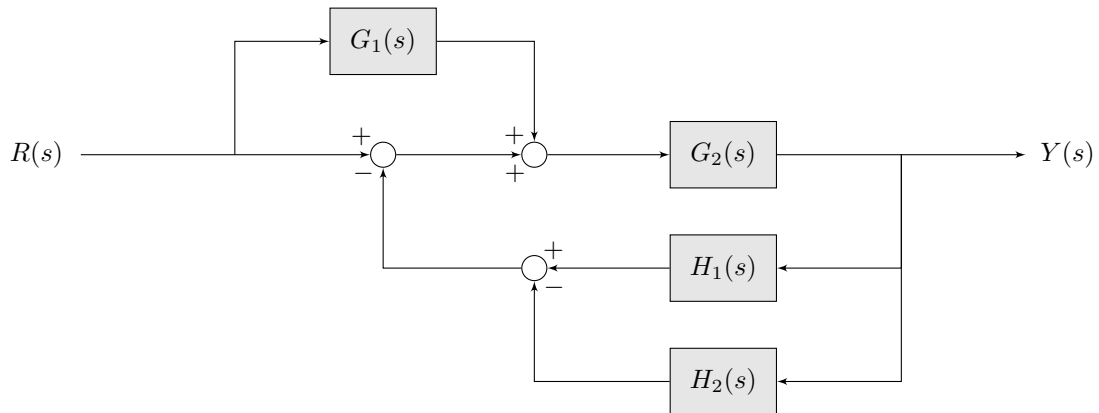 G₁(s)
R(s)
+
−
+
+
G₂(s)
Y(s)
+
−
H₁(s)
H₂(s)